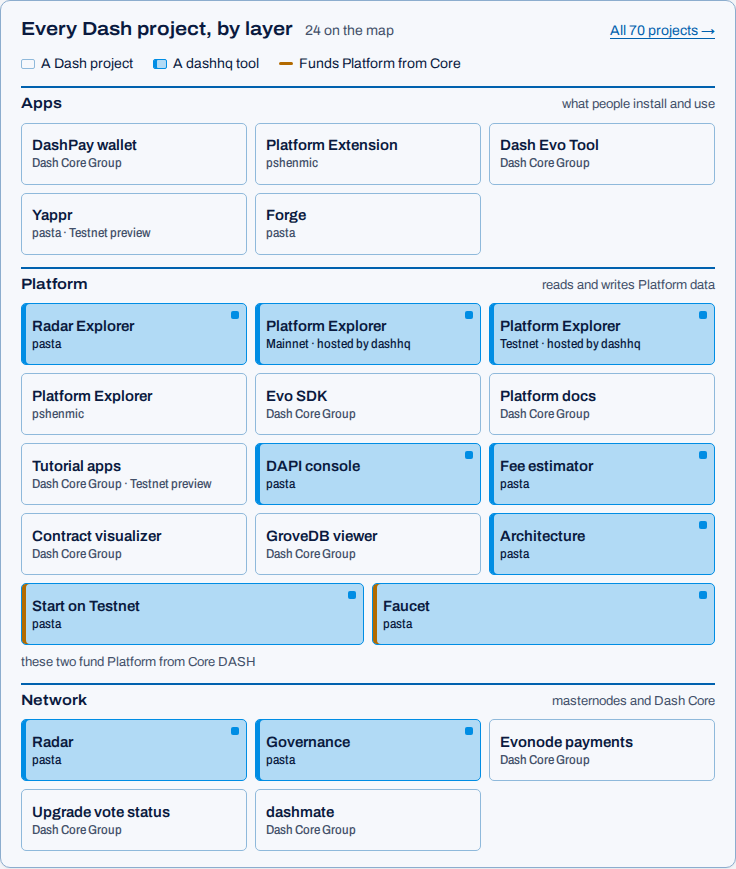 Every Dash project, by layer 24 on the map All 70 projects →
A Dash project A dashhq tool Funds Platform from Core
Apps what people install and use
DashPay wallet
Dash Core Group
Platform Extension
pshenmic
Dash Evo Tool
Dash Core Group
Yappr
pasta · Testnet preview
Forge
pasta
Platform reads and writes Platform data
Radar Explorer
pasta
Platform Explorer
Mainnet · hosted by dashhq
Platform Explorer
Testnet · hosted by dashhq
Platform Explorer
pshenmic
Evo SDK
Dash Core Group
Platform docs
Dash Core Group
Tutorial apps
Dash Core Group · Testnet preview
DAPI console
pasta
Fee estimator
pasta
Contract visualizer
Dash Core Group
GroveDB viewer
Dash Core Group
Architecture
pasta
Start on Testnet
pasta
Faucet
pasta
these two fund Platform from Core DASH
Network masternodes and Dash Core
Radar
pasta
Governance
pasta
Evonode payments
Dash Core Group
Upgrade vote status
Dash Core Group
dashmate
Dash Core Group